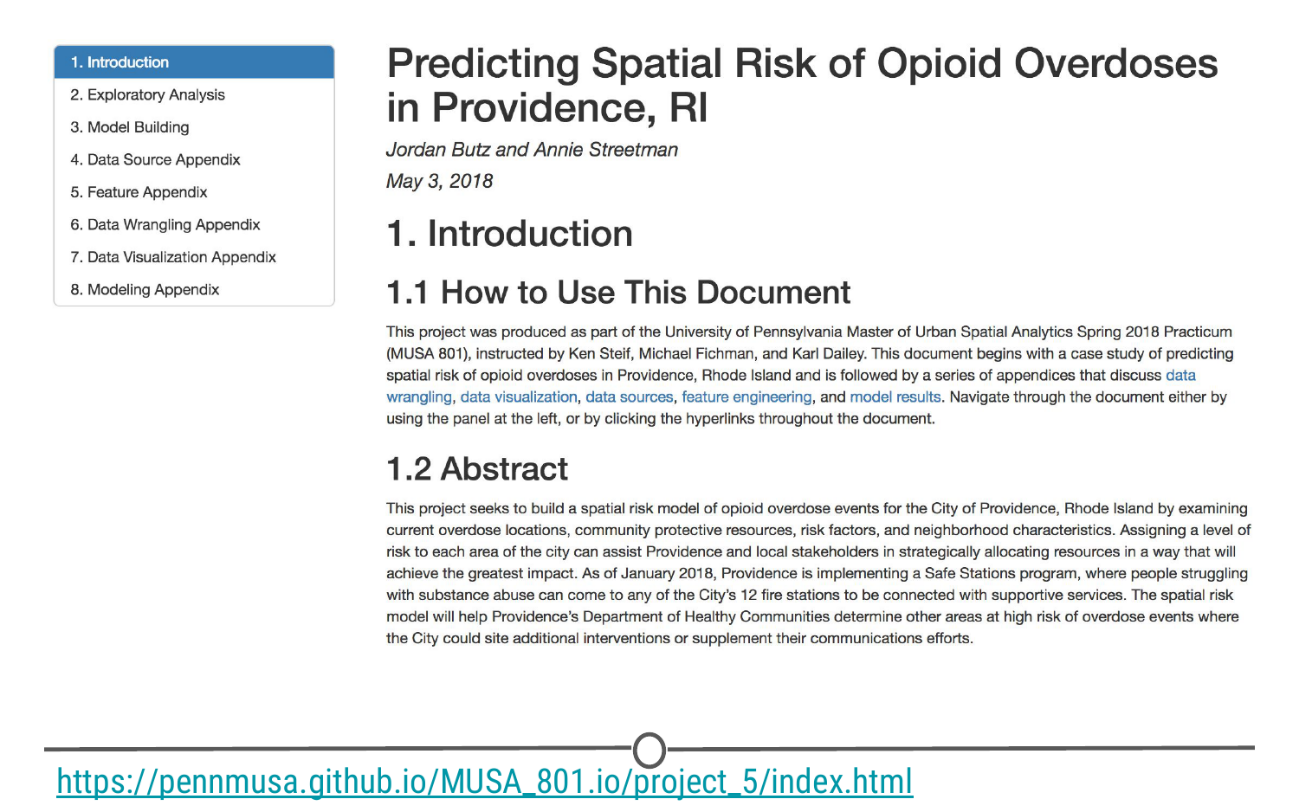 1. Introduction
2. Exploratory Analysis
3. Model Building
4. Data Source Appendix
5. Feature Appendix
6. Data Wrangling Appendix
7. Data Visualization Appendix
8. Modeling Appendix
Predicting Spatial Risk of Opioid Overdoses
in Providence, RI
Jordan Butz and Annie Streetman
May 3, 2018
1. Introduction
1.1 How to Use This Document
This project was produced as part of the University of Pennsylvania Master of Urban Spatial Analytics Spring 2018 Practicum
(MUSA 801), instructed by Ken Steif, Michael Fichman, and Karl Dailey. This document begins with a case study of predicting
spatial risk of opioid overdoses in Providence, Rhode Island and is followed by a series of appendices that discuss data
wrangling, data visualization, data sources, feature engineering, and model results. Navigate through the document either by
using the panel at the left, or by clicking the hyperlinks throughout the document.
1.2 Abstract
This project seeks to build a spatial risk model of opioid overdose events for the City of Providence, Rhode Island by examining
current overdose locations, community protective resources, risk factors, and neighborhood characteristics. Assigning a level of
risk to each area of the city can assist Providence and local stakeholders in strategically allocating resources in a way that will
achieve the greatest impact. As of January 2018, Providence is implementing a Safe Stations program, where people struggling
with substance abuse can come to any of the City's 12 fire stations to be connected with supportive services. The spatial risk
model will help Providence's Department of Healthy Communities determine other areas at high risk of overdose events where
the City could site additional interventions or supplement their communications efforts.
https://pennmusa.github.io/MUSA_801.io/project_5/index.html